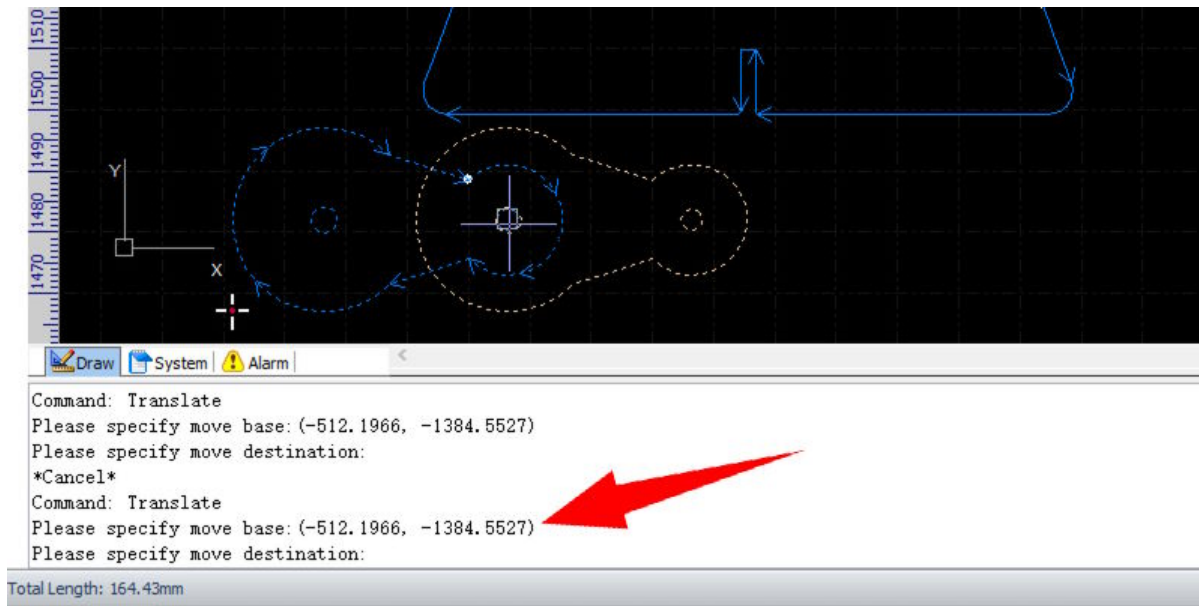 1510
1500
1490
1480
1470
Y
X
Draw System Alarm
Command: Translate
Please specify move base:(-512.1966, -1384.5527)
Please specify move destination:
*Cancel*
Command: Translate
Please specify move base:(-512.1966, -1384.5527)
Please specify move destination:
Total Length: 164.43mm